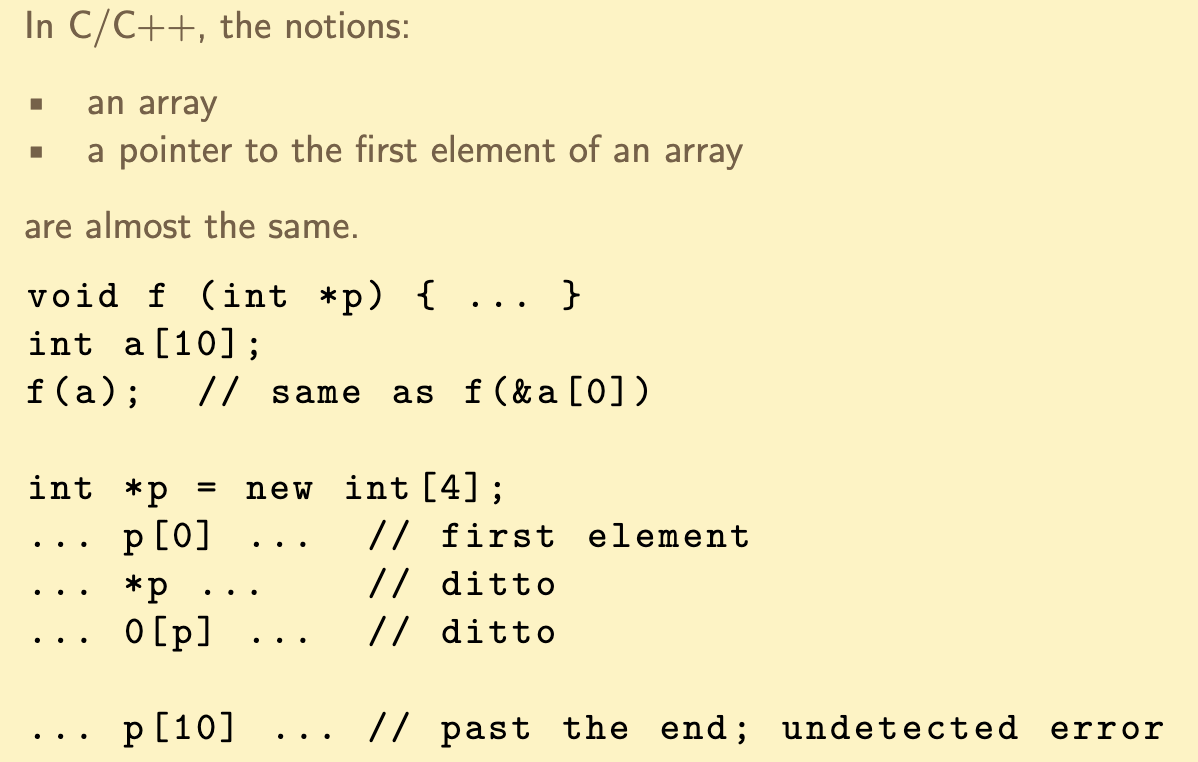 In C/C++, the notions:
▪ an array
▪ a pointer to the first element of an array
are almost the same.
void f (int *p) { ... }
int a[10];
f(a);  // same as f(&a[0])
int *p = new int[4];
... p[0] ...  // first element
... *p ...    // ditto
... 0[p] ...  // ditto
... p[10] ... // past the end; undetected error